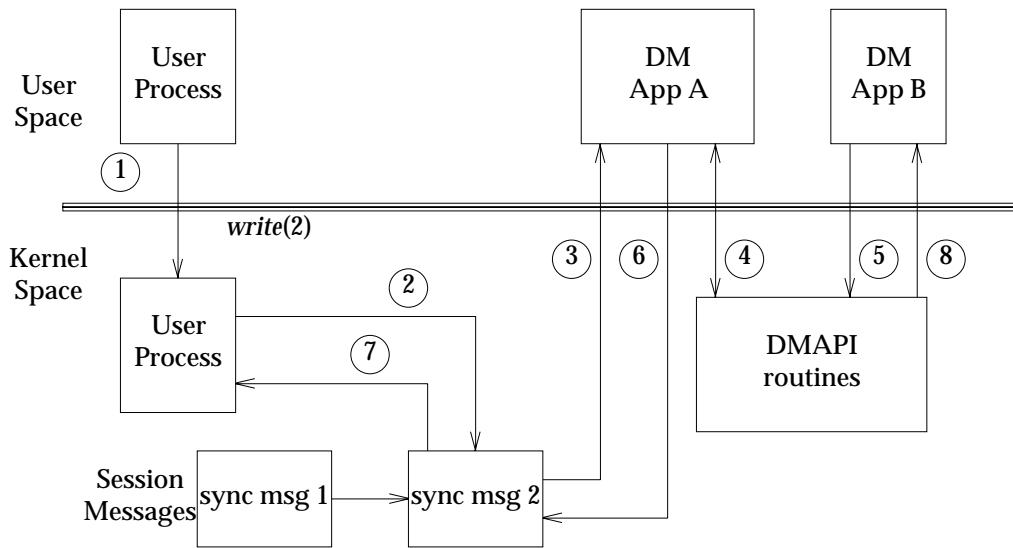 User
Process
DM
App A
DM
App B
User
Space
1
write(2)
Kernel
Space
2
3
6
4
5
8
User
Process
7
DMAPI
routines
Session
Messages
sync msg 1
sync msg 2